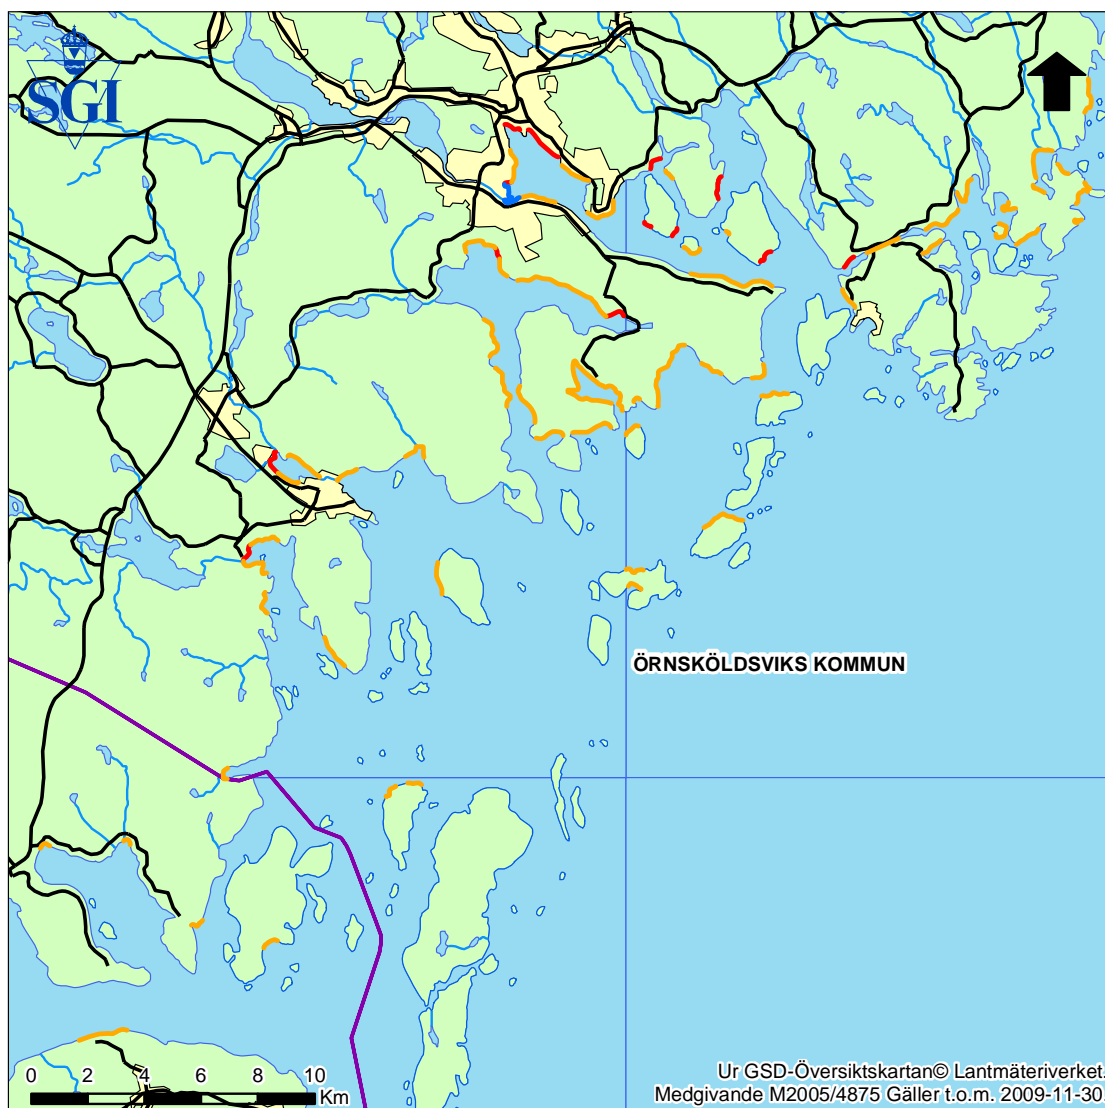 SGI
ÖRNSKÖLDSVIKS KOMMUN
0 2 4 6 8 10
Km
Ur GSD-Översiktskartan© Lantmäteriverket.
Medgivande M2005/4875 Gäller t.o.m. 2009-11-30.